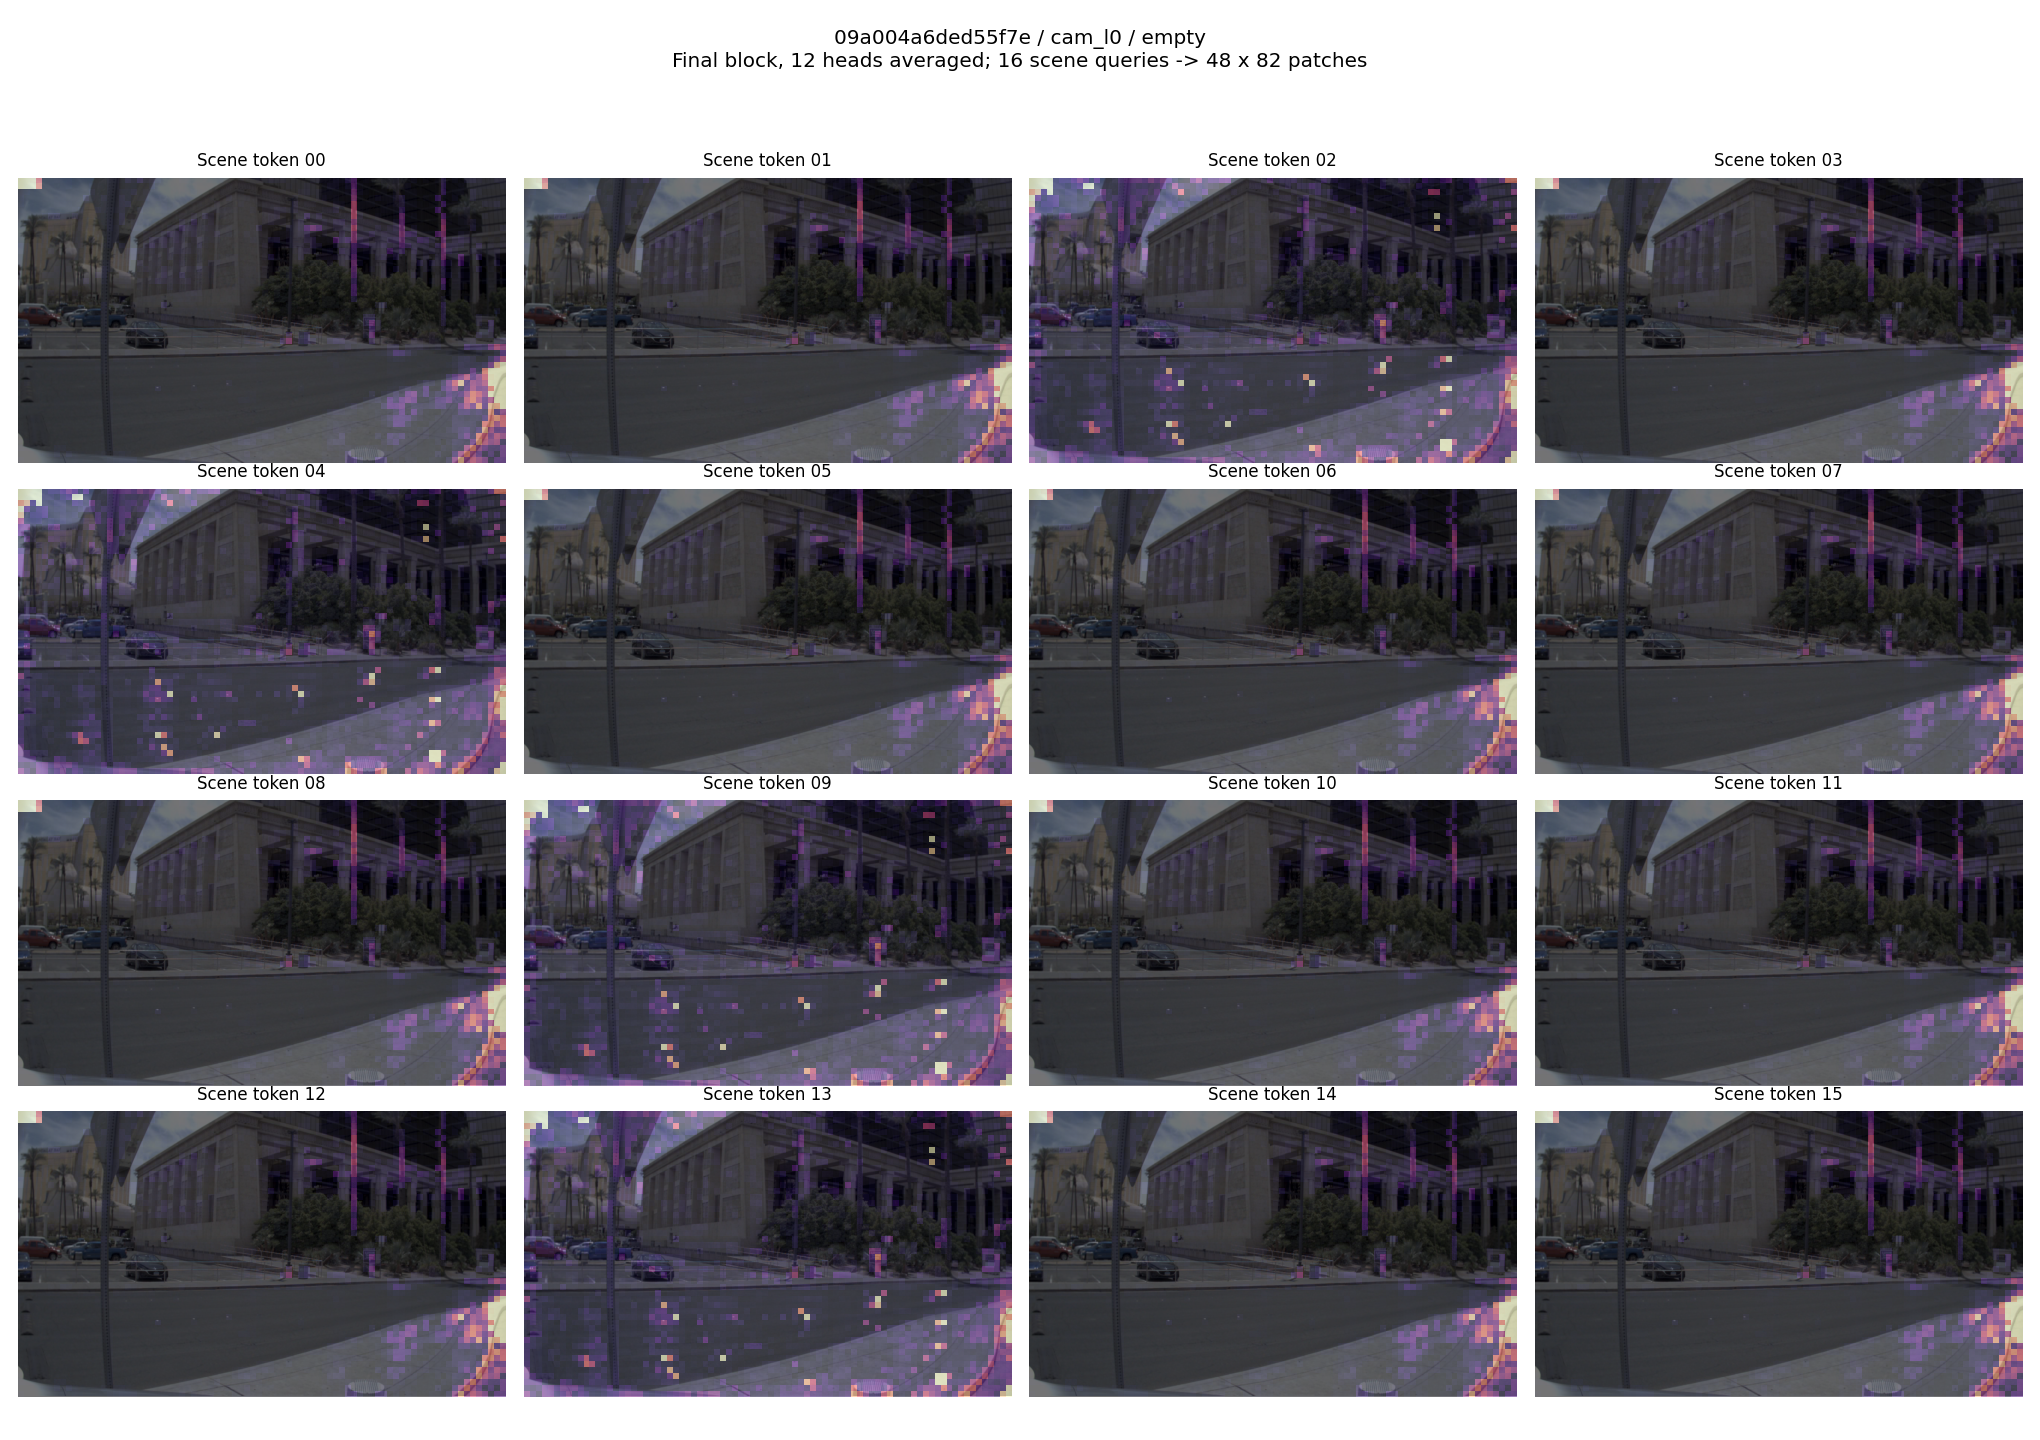 09a004a6ded55f7e / cam_l0 / empty
Final block, 12 heads averaged; 16 scene queries -> 48 x 82 patches
Scene token 00
Scene token 01
Scene token 02
Scene token 03
Scene token 04
Scene token 05
Scene token 06
Scene token 07
Scene token 08
Scene token 09
Scene token 10
Scene token 11
Scene token 12
Scene token 13
Scene token 14
Scene token 15